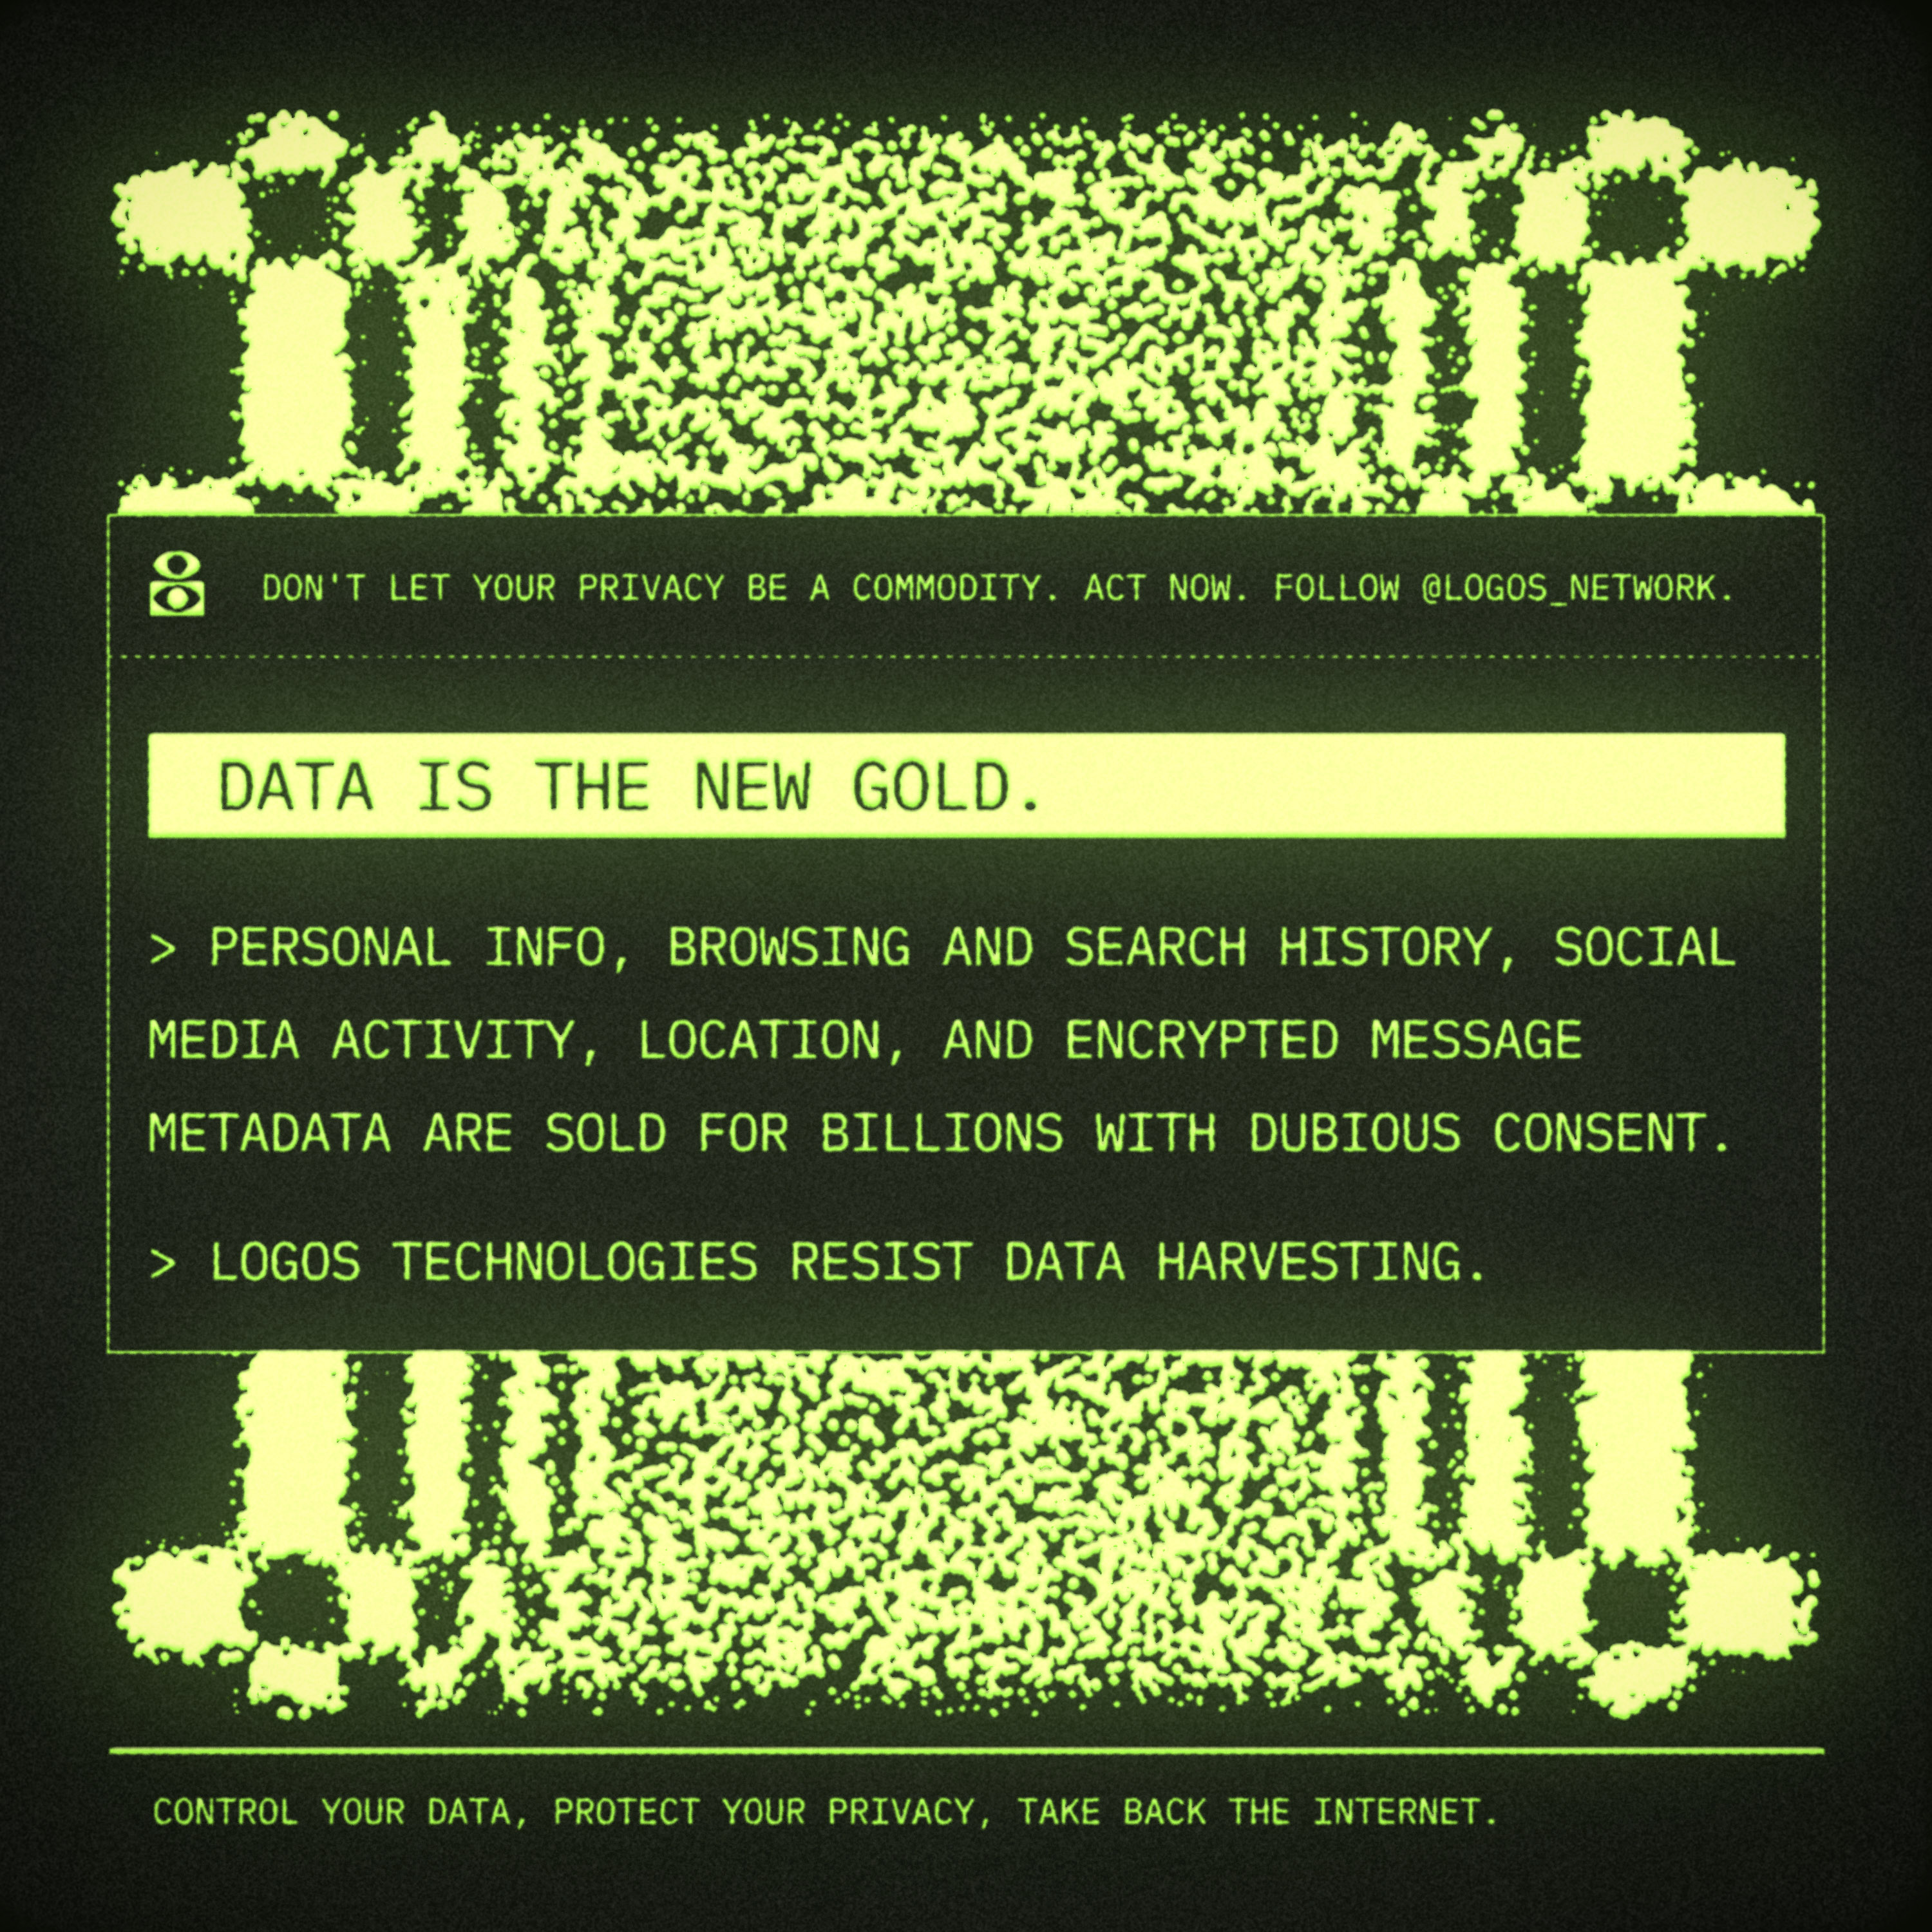 DON'T LET YOUR PRIVACY BE A COMMODITY. ACT NOW. FOLLOW @LOGOS_NETWORK.
DATA IS THE NEW GOLD.
> PERSONAL INFO, BROWSING AND SEARCH HISTORY, SOCIAL
MEDIA ACTIVITY, LOCATION, AND ENCRYPTED MESSAGE
METADATA ARE SOLD FOR BILLIONS WITH DUBIOUS CONSENT.
> LOGOS TECHNOLOGIES RESIST DATA HARVESTING.
CONTROL YOUR DATA, PROTECT YOUR PRIVACY, TAKE BACK THE INTERNET.